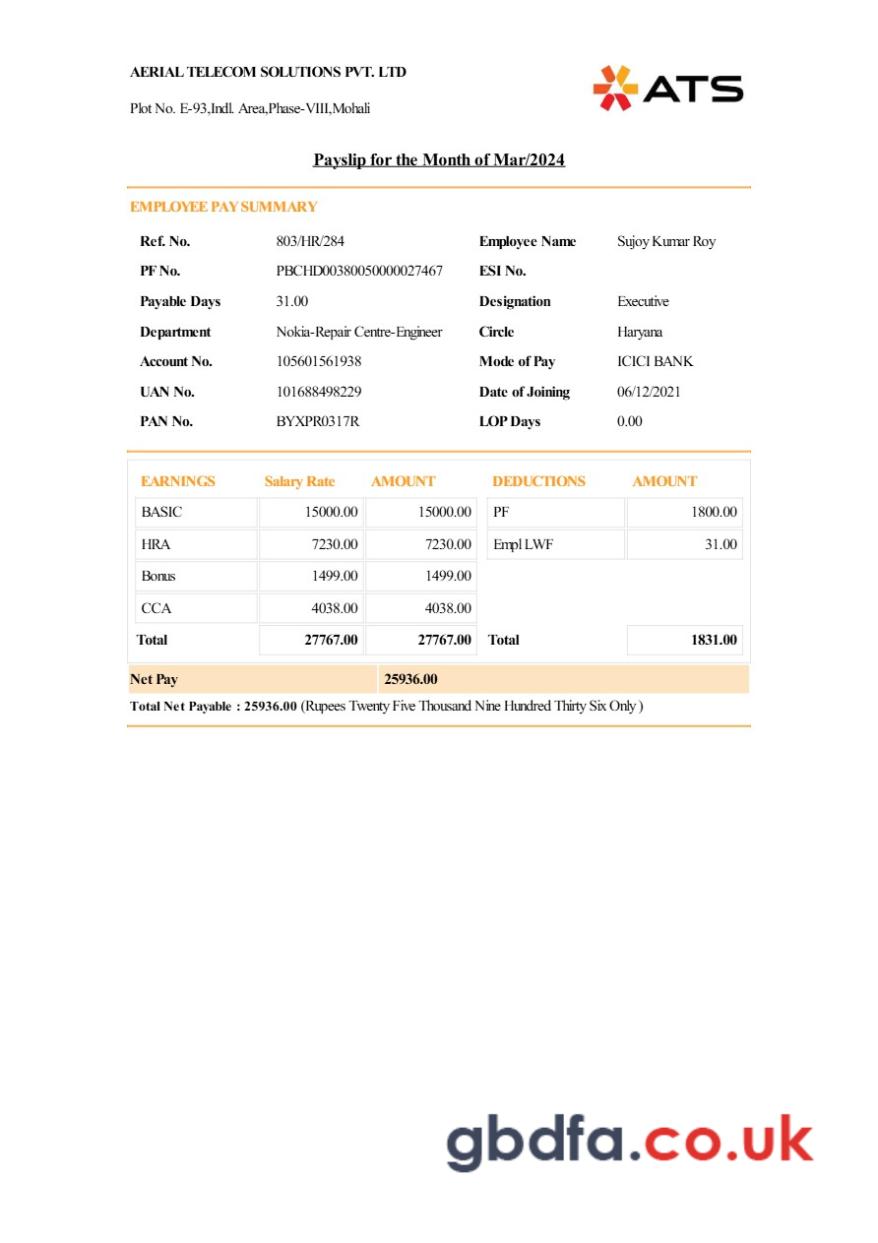 AERIAL TELECOM SOLUTIONS PVT. LTD
ATS
Plot No. E-93,Indl. Area,Phase-VIII,Mohali
Payslip for the Month of Mar/2024
EMPLOYEE PAY SUMMARY
Ref. No. 803/HR/284 Employee Name Sujoy Kumar Roy
PF No. PBCHD00380050000027467 ESI No.
Payable Days 31.00 Designation Executive
Department Nokia-Repair Centre-Engineer Circle Haryana
Account No. 105601561938 Mode of Pay ICICI BANK
UAN No. 101688498229 Date of Joining 06/12/2021
PAN No. BYXPR0317R LOP Days 0.00
EARNINGS Salary Rate AMOUNT DEDUCTIONS AMOUNT
BASIC 15000.00 15000.00 PF 1800.00
HRA 7230.00 7230.00 Empl LWF 31.00
Bonus 1499.00 1499.00
CCA 4038.00 4038.00
Total 27767.00 27767.00 Total 1831.00
Net Pay 25936.00
Total Net Payable : 25936.00 (Rupees Twenty Five Thousand Nine Hundred Thirty Six Only )
gbdfa.co.uk